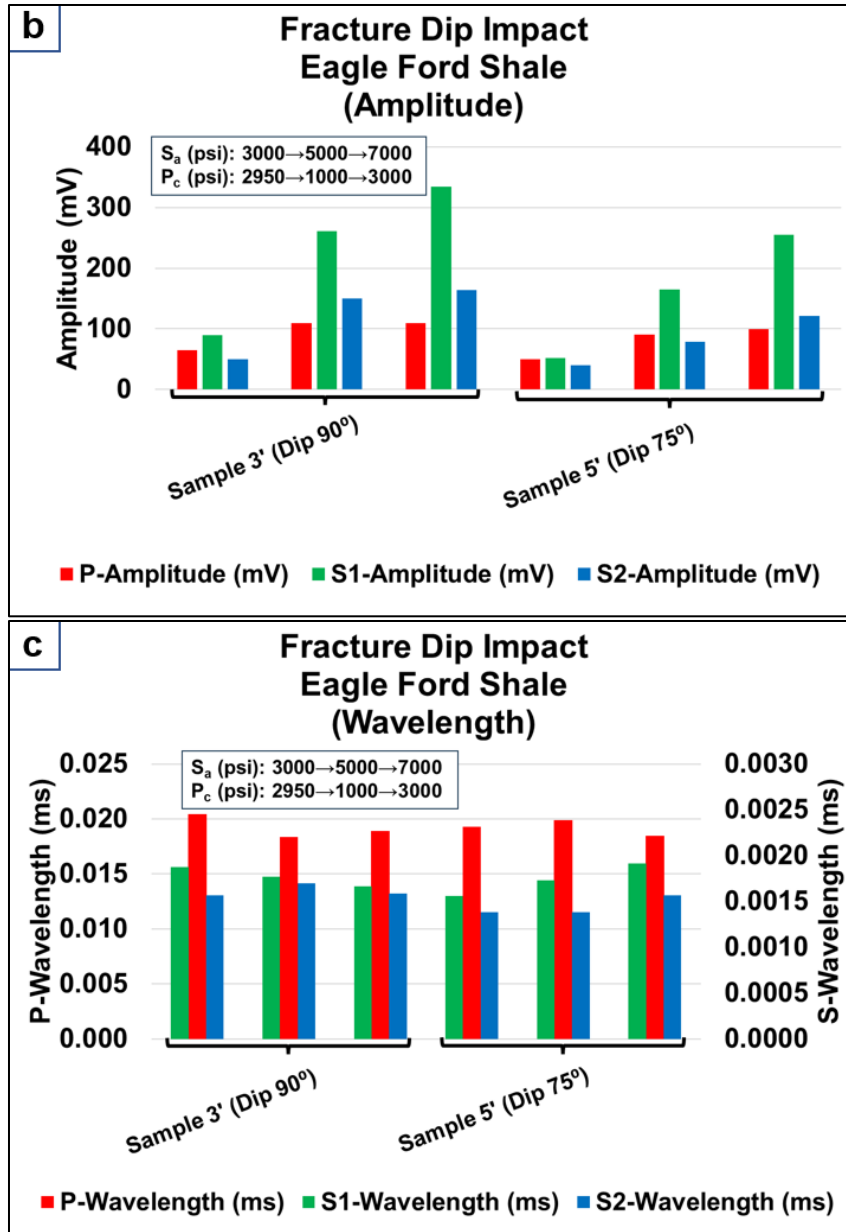 b
Fracture Dip Impact
Eagle Ford Shale
(Amplitude)
Sₐ (psi): 3000→5000→7000
P꜀ (psi): 2950→1000→3000
Amplitude (mV)
400
300
200
100
0
Sample 3' (Dip 90º)
Sample 5' (Dip 75º)
P-Amplitude (mV) S1-Amplitude (mV) S2-Amplitude (mV)
c
Fracture Dip Impact
Eagle Ford Shale
(Wavelength)
Sₐ (psi): 3000→5000→7000
P꜀ (psi): 2950→1000→3000
P-Wavelength (ms)
0.025
0.020
0.015
0.010
0.005
0.000
0.0030
0.0025
0.0020
0.0015
0.0010
0.0005
0.0000
S-Wavelength (ms)
Sample 3' (Dip 90º)
Sample 5' (Dip 75º)
P-Wavelength (ms) S1-Wavelength (ms) S2-Wavelength (ms)